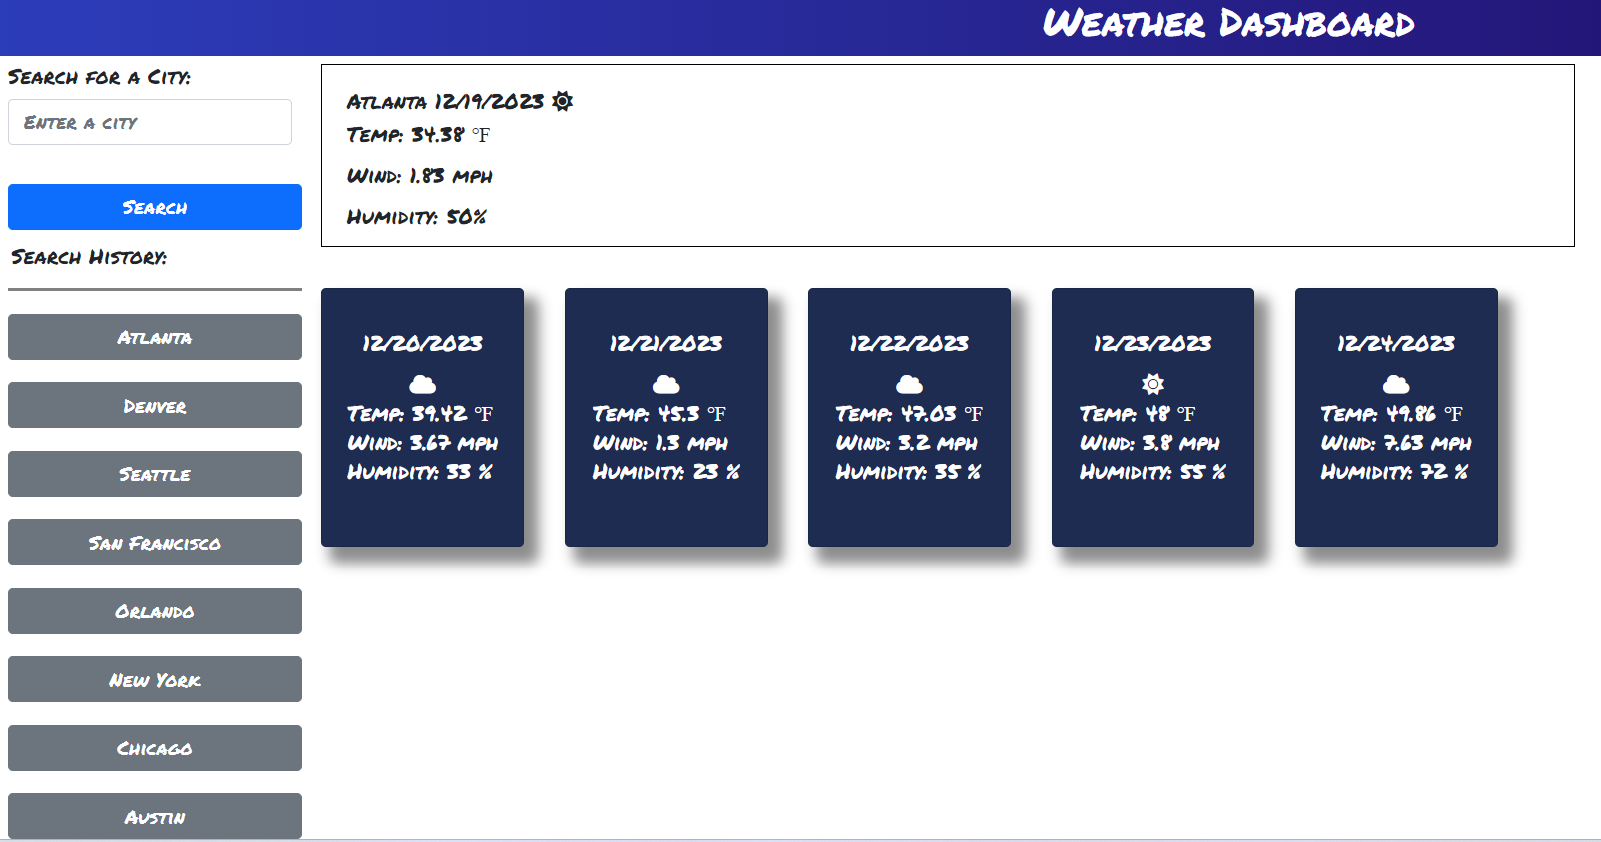 Weather Dashboard
Search for a City:
Enter a city
Search
Search History:
Atlanta
Denver
Seattle
San Francisco
Orlando
New York
Chicago
Austin
Atlanta 12/19/2023
Temp: 34.38 °F
Wind: 1.83 mph
Humidity: 50%
12/20/2023
Temp: 39.42 °F
Wind: 3.67 mph
Humidity: 33 %
12/21/2023
Temp: 45.3 °F
Wind: 1.3 mph
Humidity: 23 %
12/22/2023
Temp: 47.03 °F
Wind: 3.2 mph
Humidity: 35 %
12/23/2023
Temp: 48 °F
Wind: 3.8 mph
Humidity: 55 %
12/24/2023
Temp: 49.86 °F
Wind: 7.63 mph
Humidity: 72 %